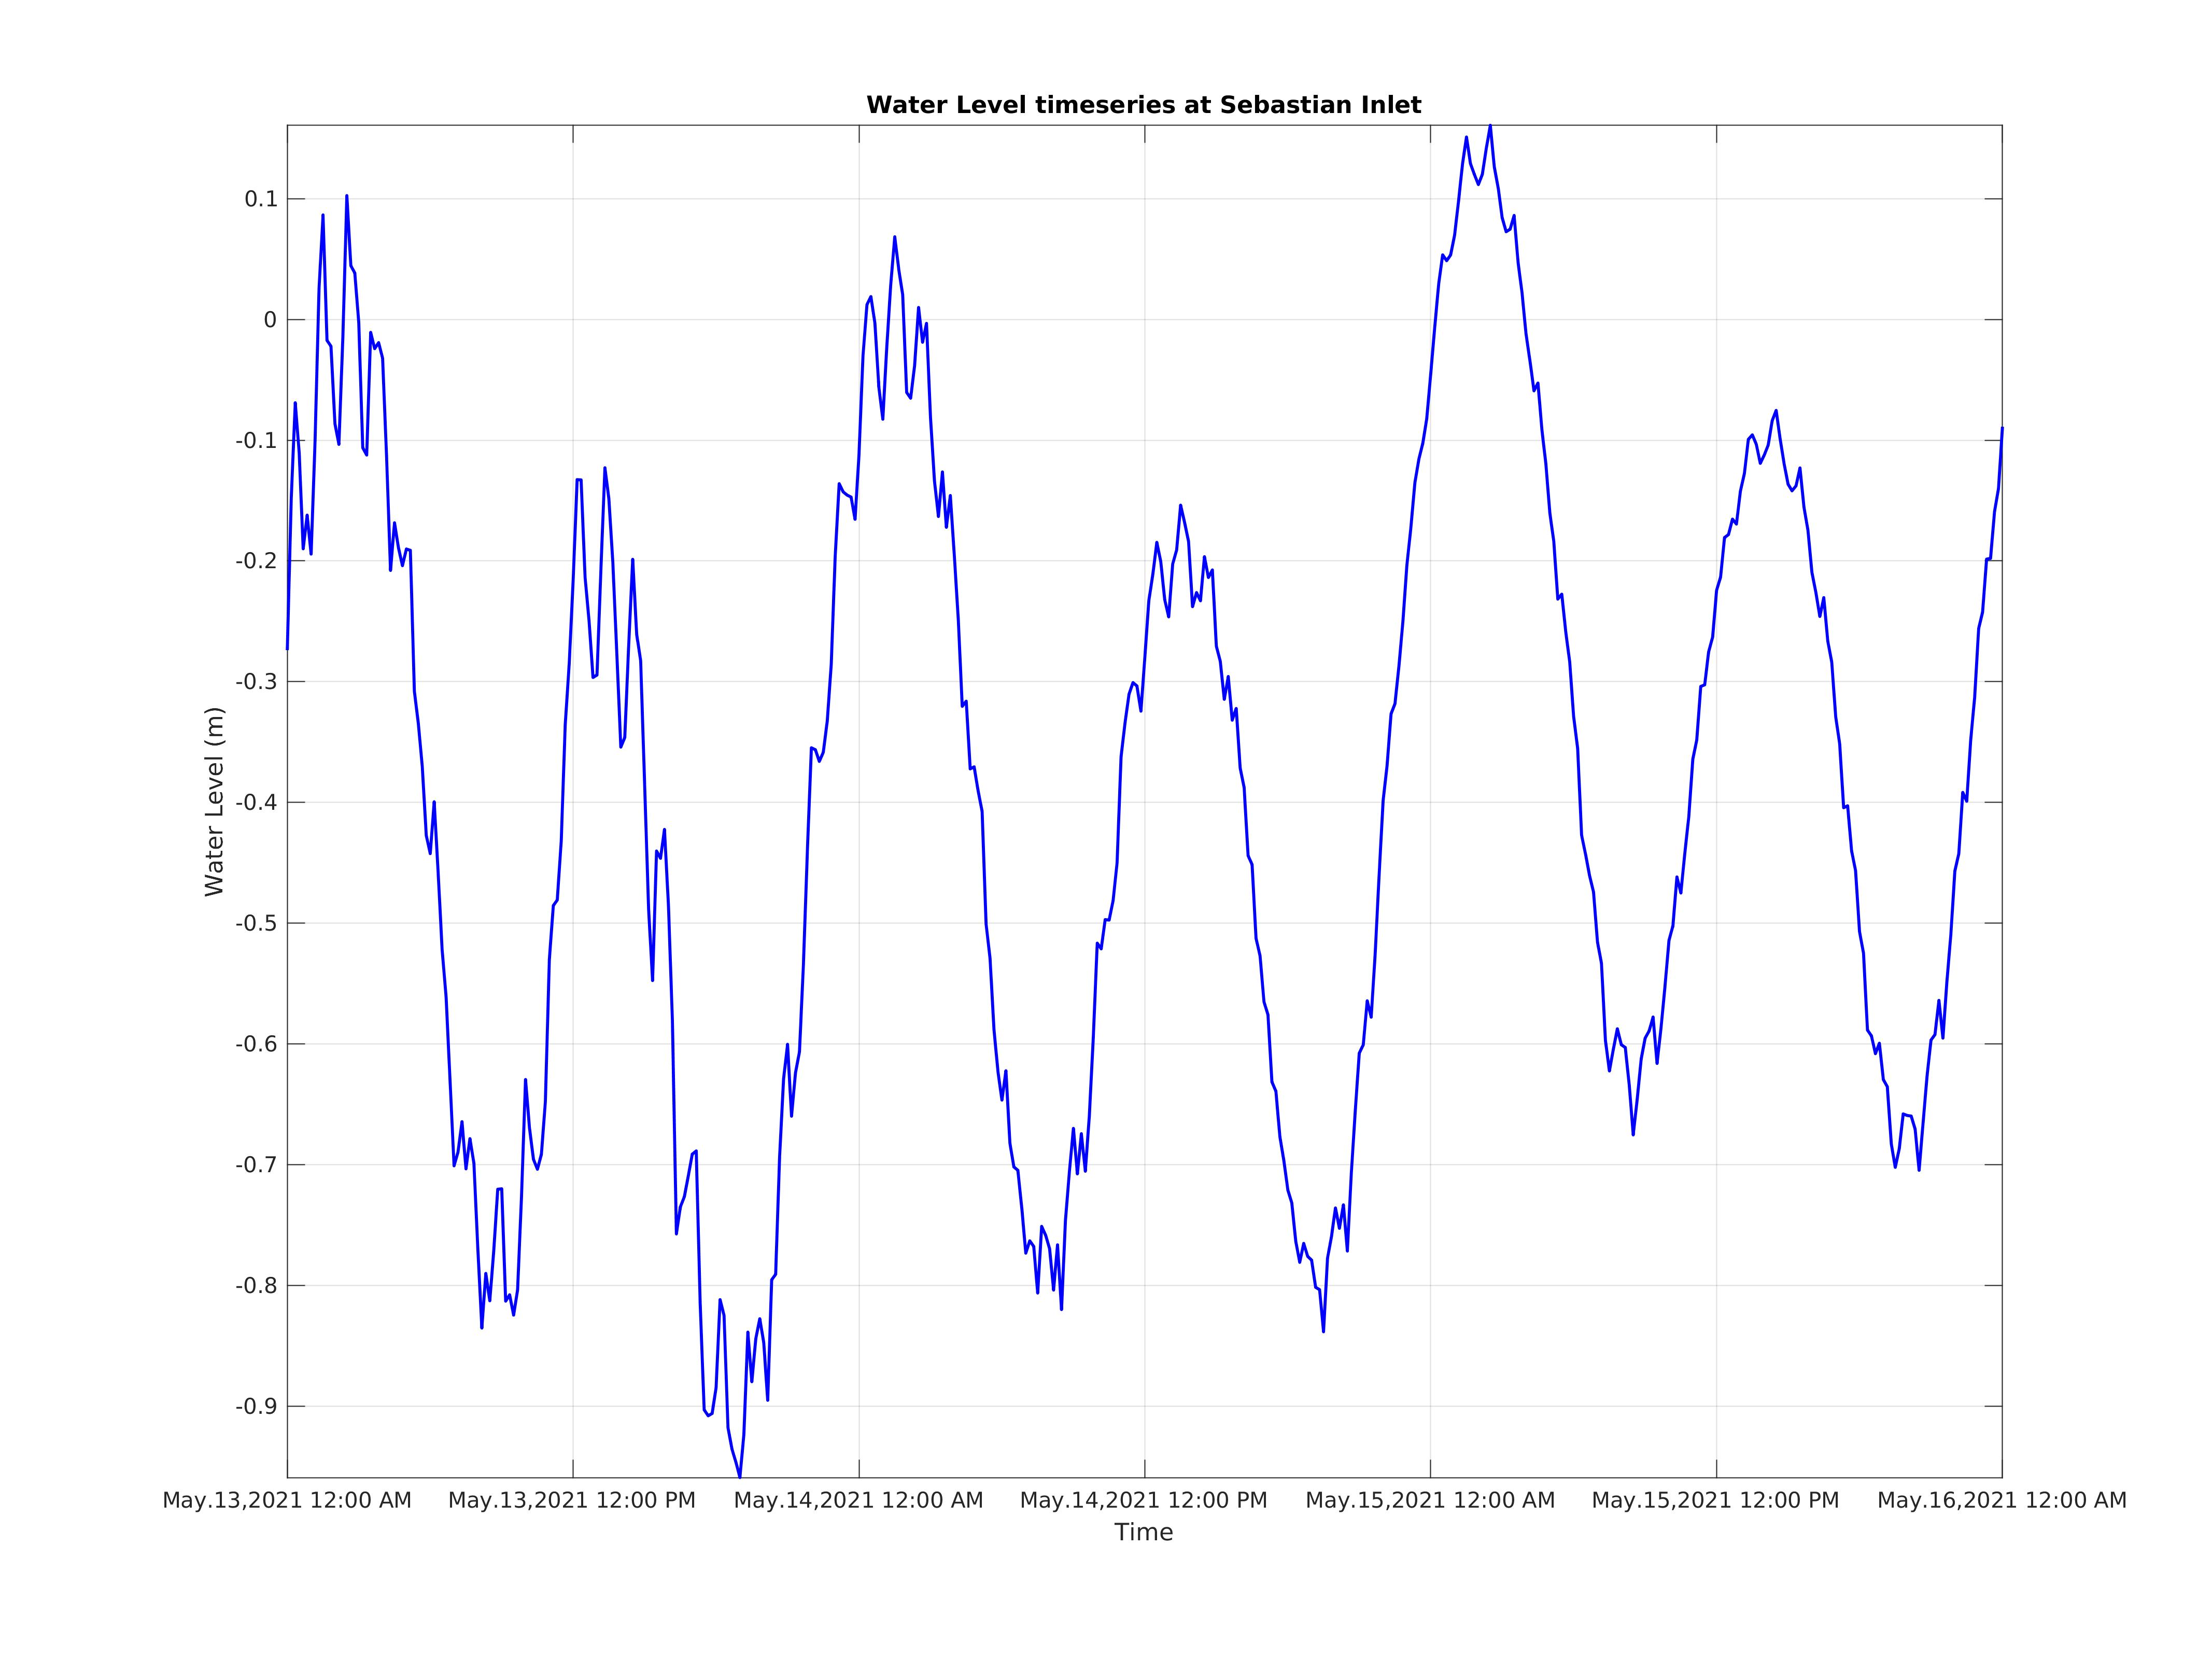 Water Level timeseries at Sebastian Inlet
0.1
0
-0.1
-0.2
-0.3
-0.4
-0.5
-0.6
-0.7
-0.8
-0.9
Water Level (m)
May.13,2021 12:00 AM May.13,2021 12:00 PM May.14,2021 12:00 AM May.14,2021 12:00 PM May.15,2021 12:00 AM May.15,2021 12:00 PM May.16,2021 12:00 AM
Time